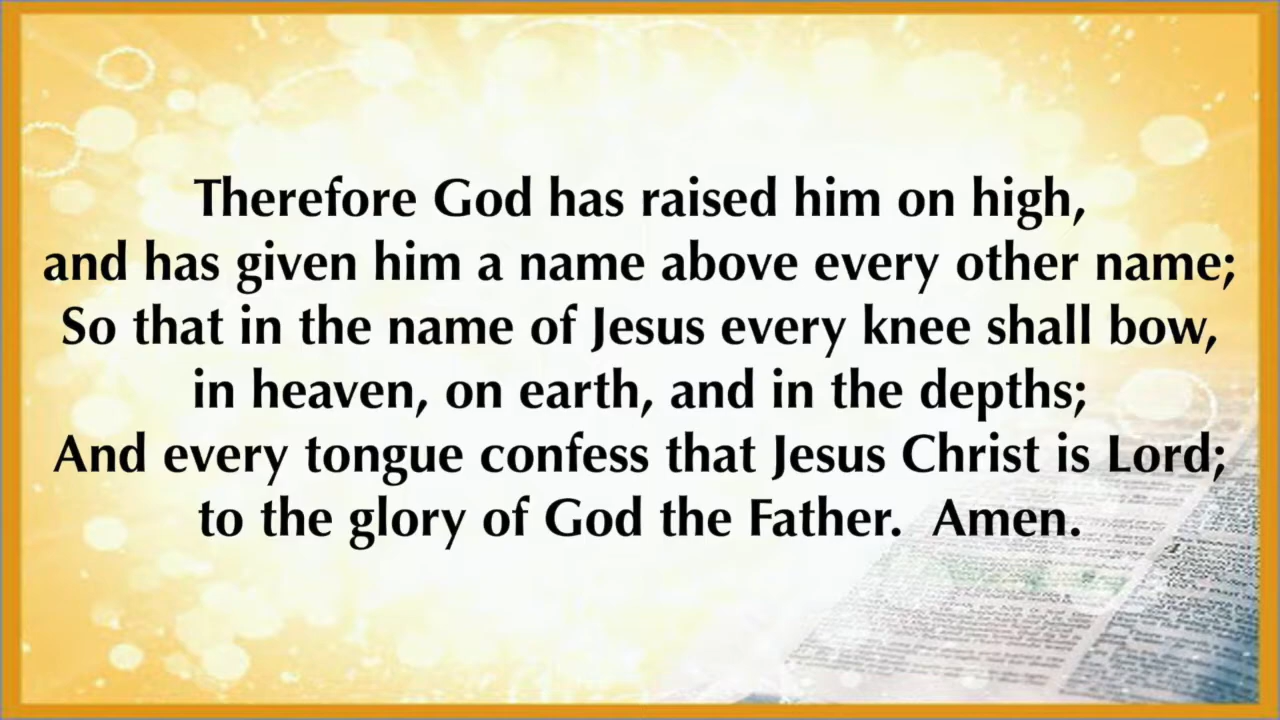 Therefore God has raised him on high,
and has given him a name above every other name;
So that in the name of Jesus every knee shall bow,
in heaven, on earth, and in the depths;
And every tongue confess that Jesus Christ is Lord;
to the glory of God the Father.  Amen.